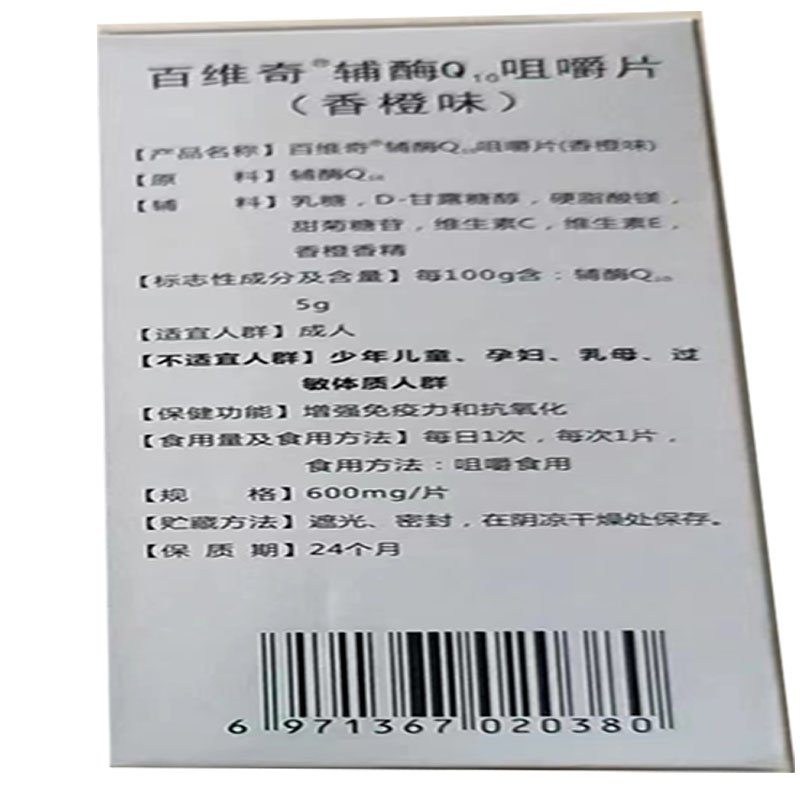 百维奇®辅酶Q₁₀咀嚼片
（香橙味）
【产品名称】百维奇®辅酶Q₁₀咀嚼片(香橙味)
【原 料】辅酶Q₁₀
【辅 料】乳糖，D-甘露糖醇，硬脂酸镁，
甜菊糖苷，维生素C，维生素E，
香橙香精
【标志性成分及含量】每100g含：辅酶Q₁₀
5g
【适宜人群】成人
【不适宜人群】少年儿童、孕妇、乳母、过
敏体质人群
【保健功能】增强免疫力和抗氧化
【食用量及食用方法】每日1次，每次1片，
食用方法：咀嚼食用
【规 格】600mg/片
【贮藏方法】遮光、密封，在阴凉干燥处保存。
【保 质 期】24个月
6 971367 020380